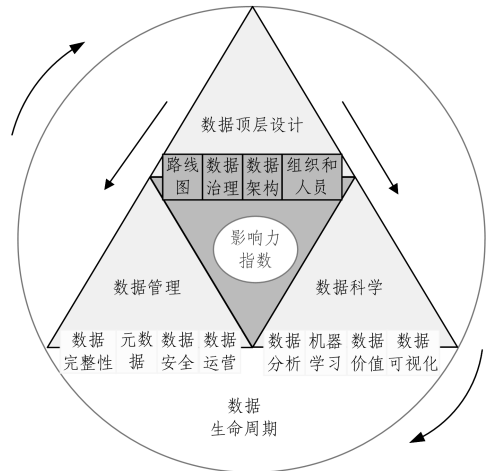 数据顶层设计
路线 数据 数据 组织和
图 治理 架构 人员
影响力
指数
数据管理 数据科学
数据 元数 数据 数据 数据 机器 数据 数据
完整性 据 安全 运营 分析 学习 价值 可视化
数据
生命周期